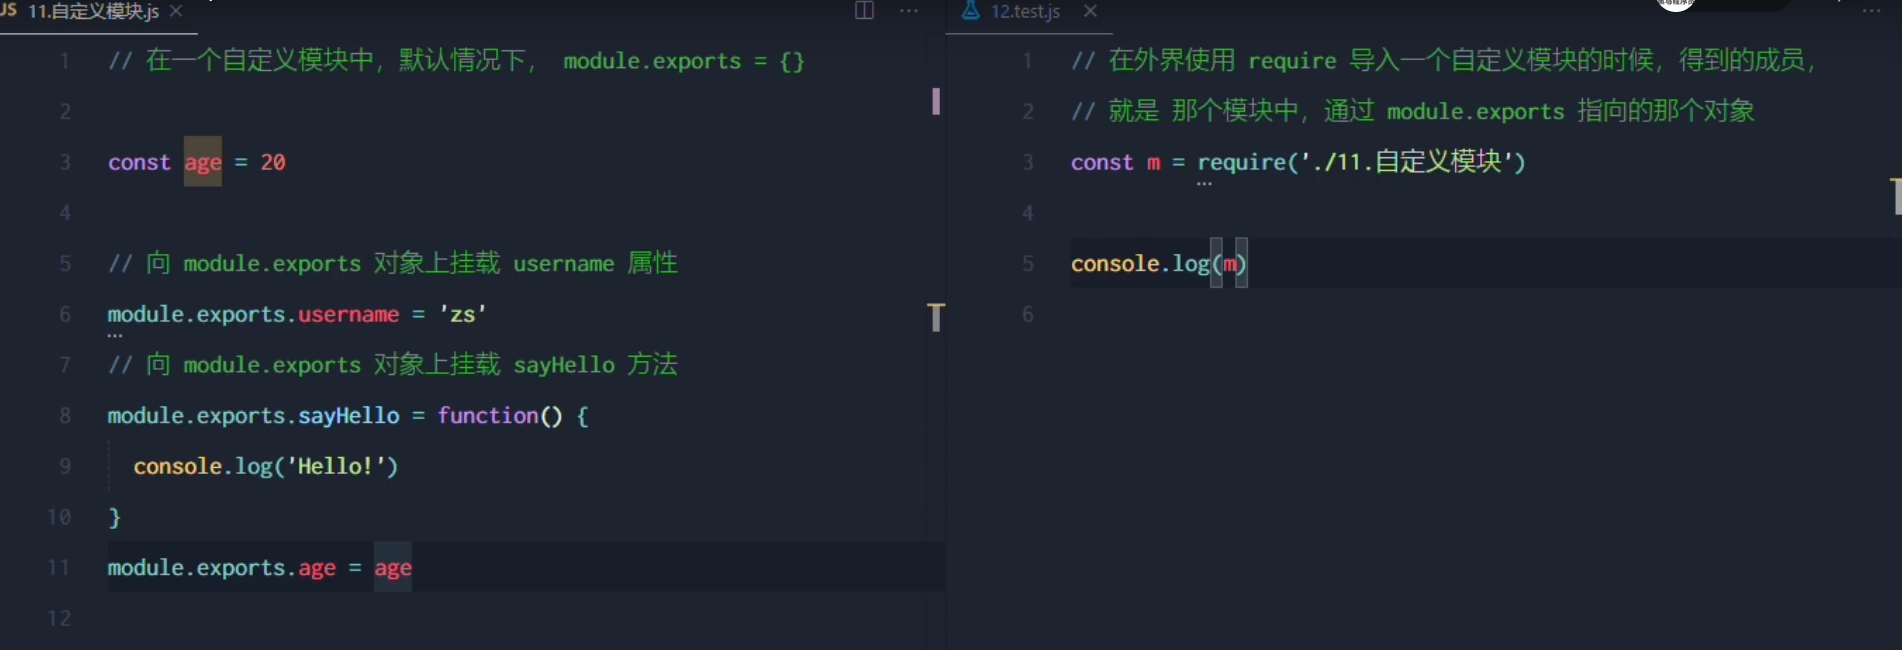 JS 11.自定义模块.js
1 // 在一个自定义模块中，默认情况下， module.exports = {}
2
3 const age = 20
4
5 // 向 module.exports 对象上挂载 username 属性
6 module.exports.username = 'zs'
7 // 向 module.exports 对象上挂载 sayHello 方法
8 module.exports.sayHello = function() {
9 console.log('Hello!')
10 }
11 module.exports.age = age
12
12.test.js
1 // 在外界使用 require 导入一个自定义模块的时候，得到的成员，
2 // 就是 那个模块中，通过 module.exports 指向的那个对象
3 const m = require('./11.自定义模块')
4
5 console.log(m)
6